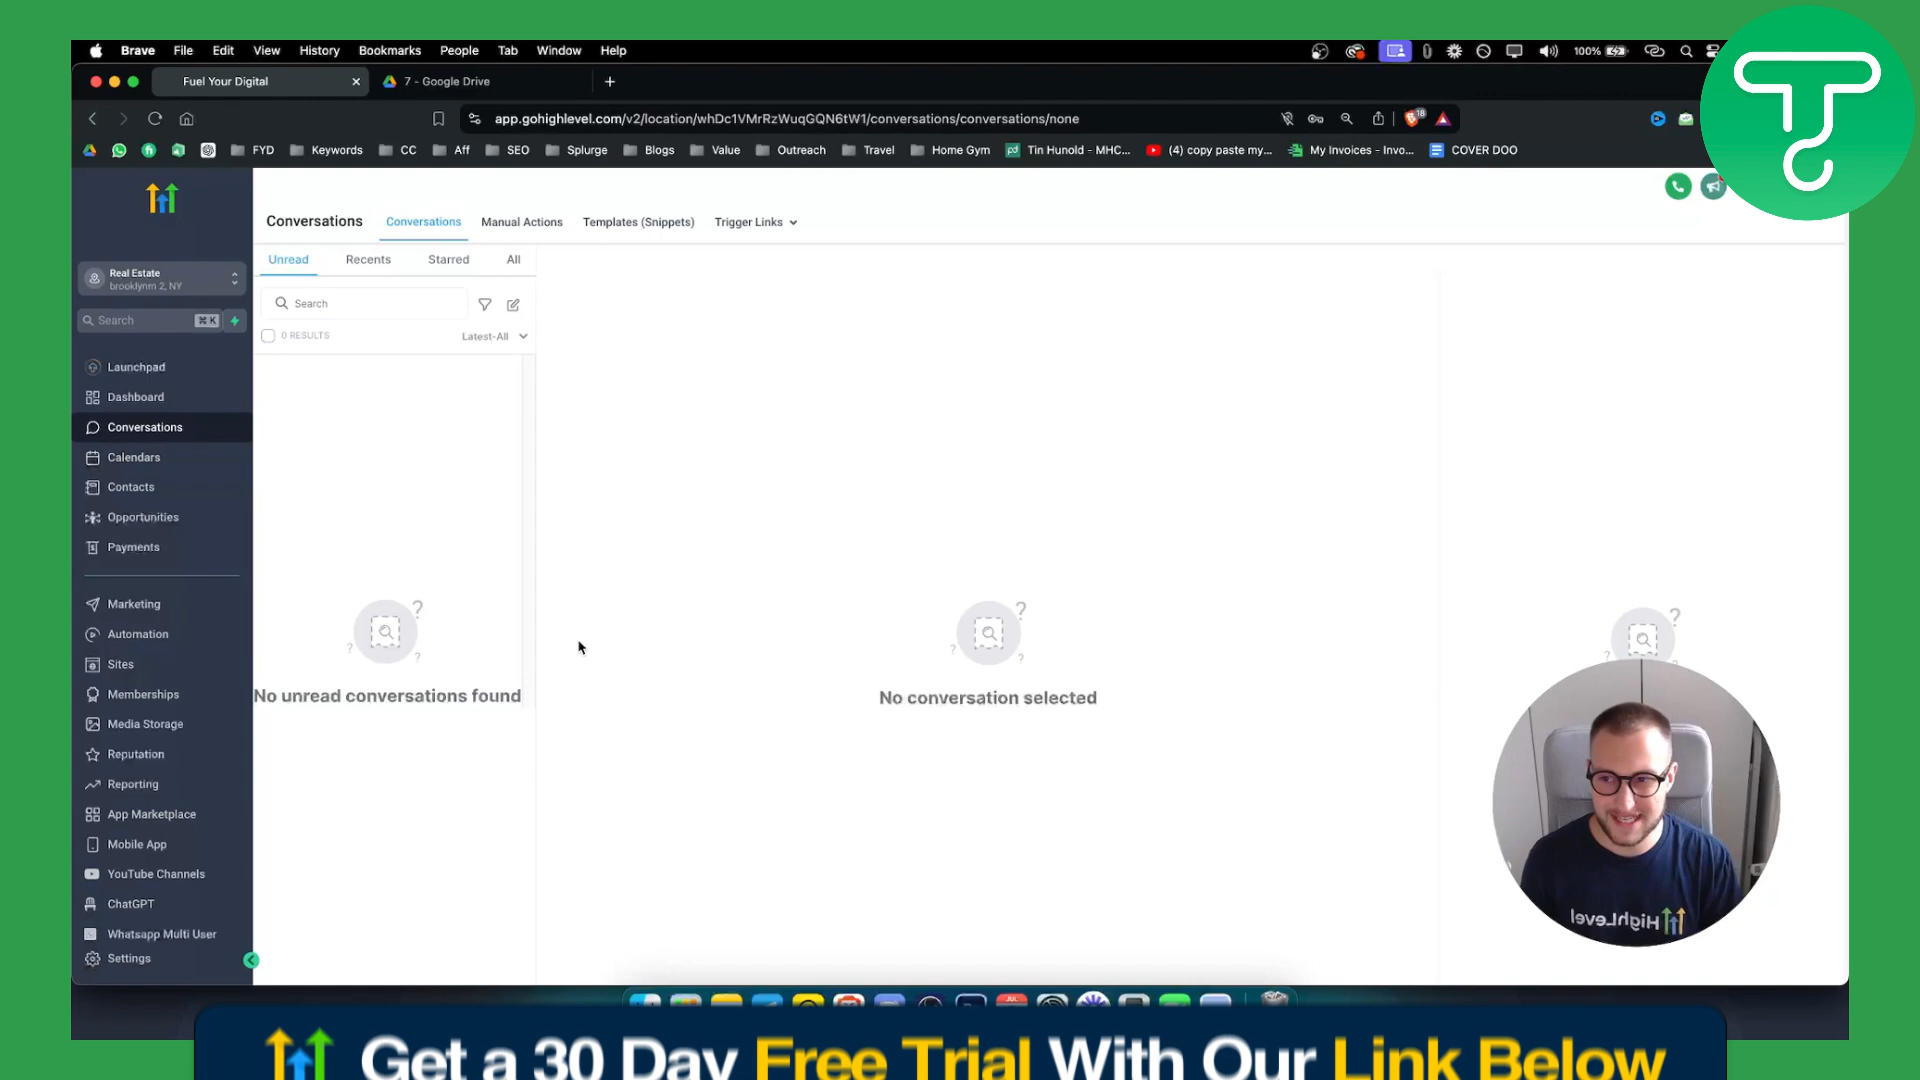 Brave File Edit View History Bookmarks People Tab Window Help
100%
Fuel Your Digital
7 - Google Drive
app.gohighlevel.com/v2/location/whDc1VMrRzWuqGQN6tW1/conversations/conversations/none
18
FYD Keywords CC Aff SEO Splurge Blogs Value Outreach Travel Home Gym Tin Hunold - MHC... (4) copy paste my... My Invoices - Invo... COVER DOO
Conversations Conversations Manual Actions Templates (Snippets) Trigger Links
Unread Recents Starred All
Real Estate
brooklynm 2, NY
Search
0 RESULTS
Latest-All
Search ⌘ K
Launchpad
Dashboard
Conversations
Calendars
Contacts
Opportunities
Payments
Marketing
Automation
Sites
Memberships
Media Storage
Reputation
Reporting
App Marketplace
Mobile App
YouTube Channels
ChatGPT
Whatsapp Multi User
Settings
No unread conversations found
No conversation selected
HighLevel
JUL
Get a 30 Day Free Trial With Our Link Below